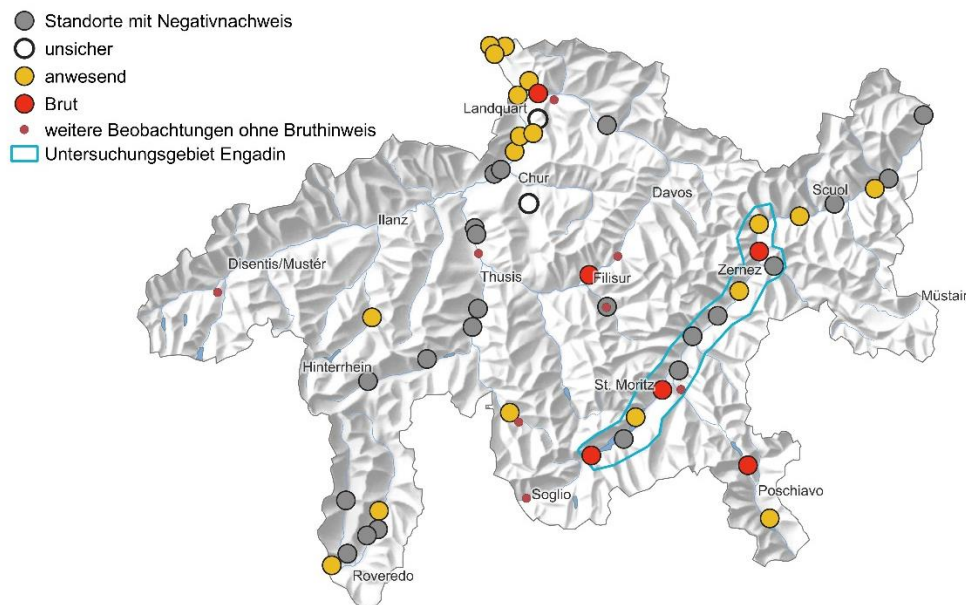 Standorte mit Negativnachweis
unsicher
anwesend
Brut
weitere Beobachtungen ohne Bruthinweis
Untersuchungsgebiet Engadin
Landquart
Chur
Davos
Scuol
Ilanz
Disentis/Mustér
Thusis
Filisur
Zernez
Müstair
Hinterrhein
St. Moritz
Soglio
Poschiavo
Roveredo